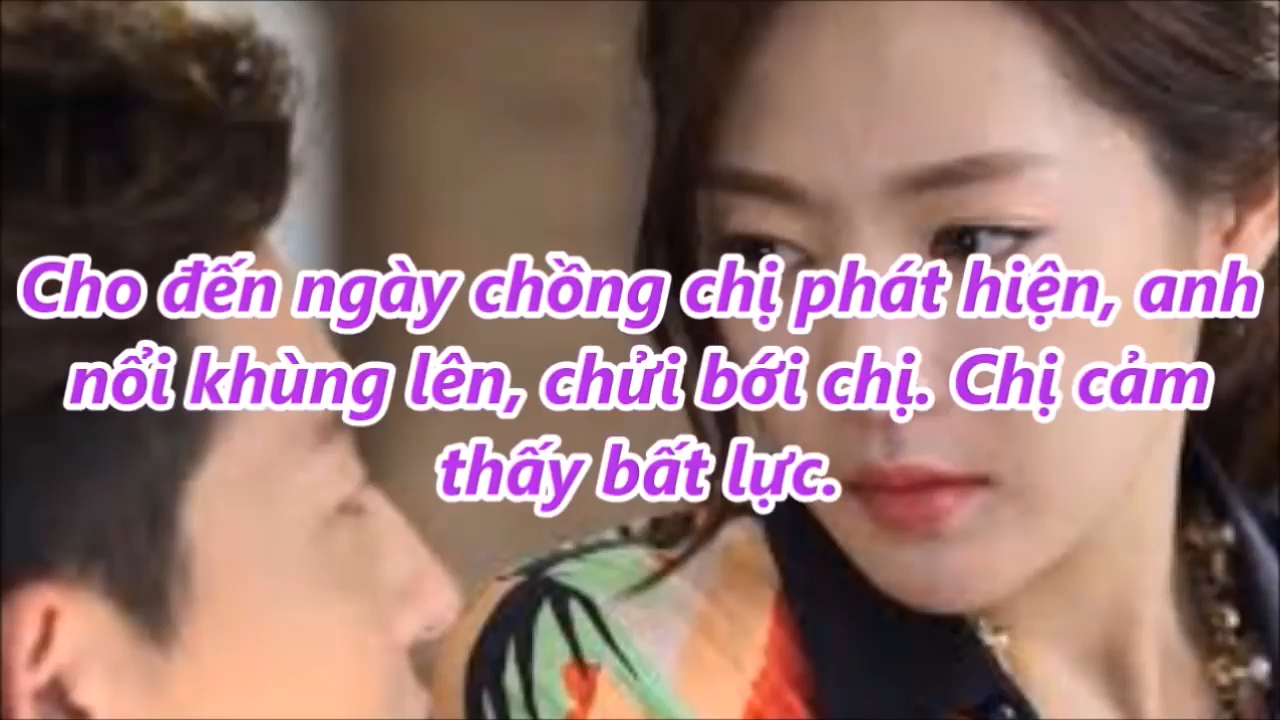 Cho đến ngày chồng chị phát hiện, anh
nổi khùng lên, chửi bới chị. Chị cảm
thấy bất lực.